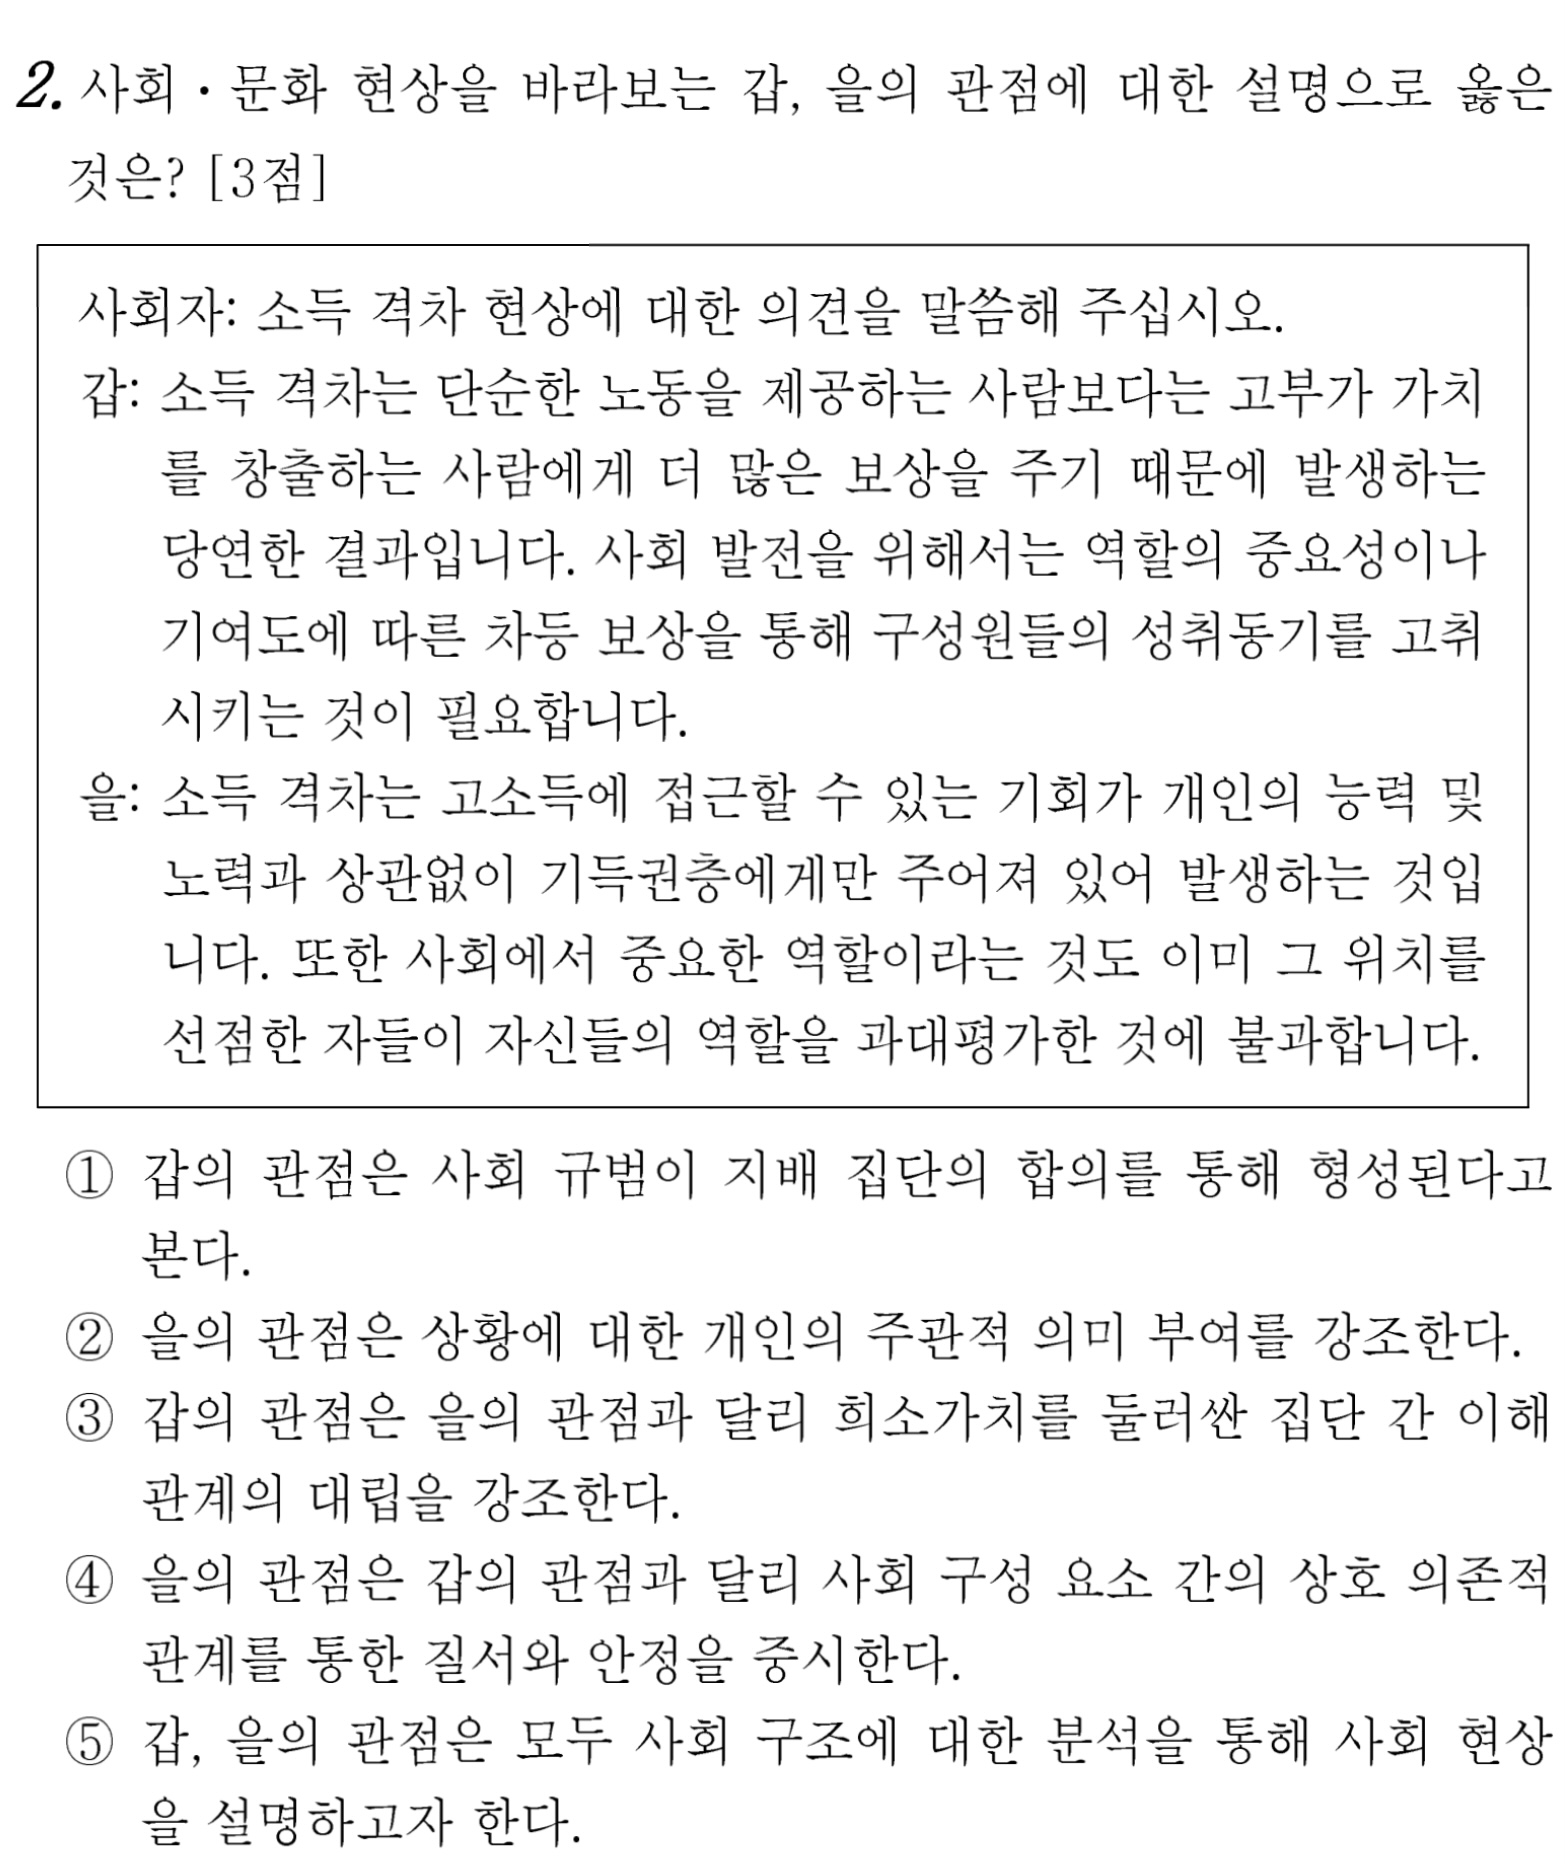 2. 사회·문화 현상을 바라보는 갑, 을의 관점에 대한 설명으로 옳은
것은? [3점]
사회자: 소득 격차 현상에 대한 의견을 말씀해 주십시오.
갑: 소득 격차는 단순한 노동을 제공하는 사람보다는 고부가 가치
를 창출하는 사람에게 더 많은 보상을 주기 때문에 발생하는
당연한 결과입니다. 사회 발전을 위해서는 역할의 중요성이나
기여도에 따른 차등 보상을 통해 구성원들의 성취동기를 고취
시키는 것이 필요합니다.
을: 소득 격차는 고소득에 접근할 수 있는 기회가 개인의 능력 및
노력과 상관없이 기득권층에게만 주어져 있어 발생하는 것입
니다. 또한 사회에서 중요한 역할이라는 것도 이미 그 위치를
선점한 자들이 자신들의 역할을 과대평가한 것에 불과합니다.
① 갑의 관점은 사회 규범이 지배 집단의 합의를 통해 형성된다고
본다.
② 을의 관점은 상황에 대한 개인의 주관적 의미 부여를 강조한다.
③ 갑의 관점은 을의 관점과 달리 희소가치를 둘러싼 집단 간 이해
관계의 대립을 강조한다.
④ 을의 관점은 갑의 관점과 달리 사회 구성 요소 간의 상호 의존적
관계를 통한 질서와 안정을 중시한다.
⑤ 갑, 을의 관점은 모두 사회 구조에 대한 분석을 통해 사회 현상
을 설명하고자 한다.